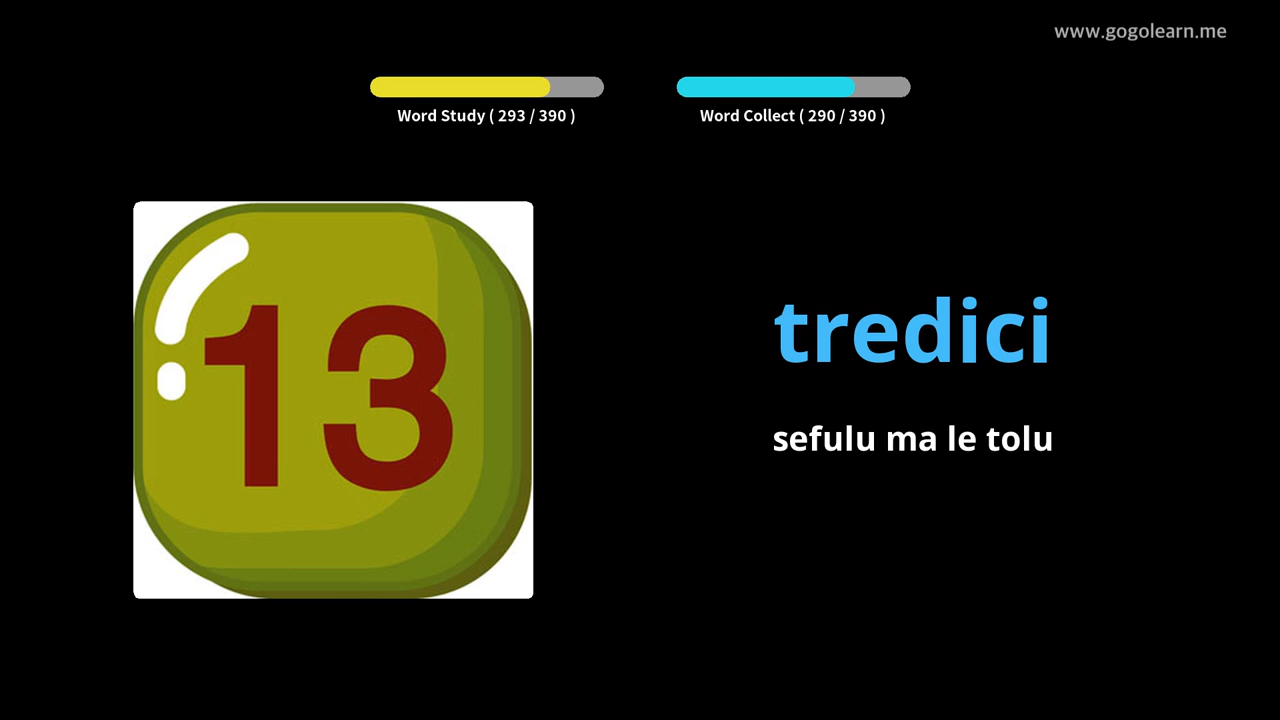 www.gogolearn.me
Word Study ( 293 / 390 )
Word Collect ( 290 / 390 )
13
tredici
sefulu ma le tolu